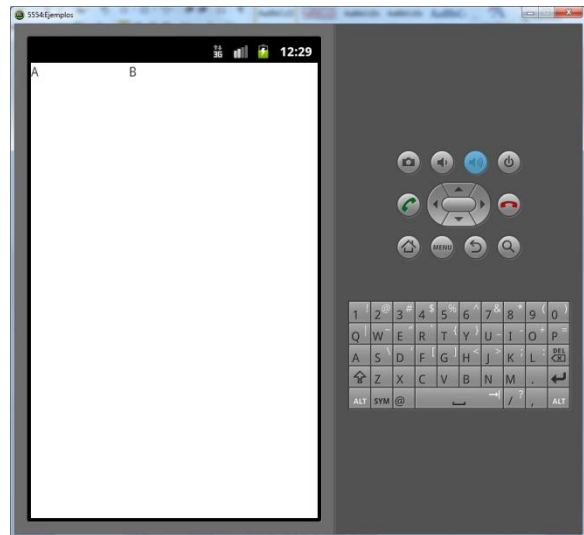 5554:Ejemplos
3G 12:29
A B
MENU
1 ! 2 @ 3 # 4 $ 5 % 6 ^ 7 & 8 * 9 ( 0 )
Q | W ~ E " R ` T { Y } U _ I - O + P =
A S \ D ' F [ G ] H < J > K ; L : DEL
Z X C V B N M .
ALT SYM @ / ? , ALT